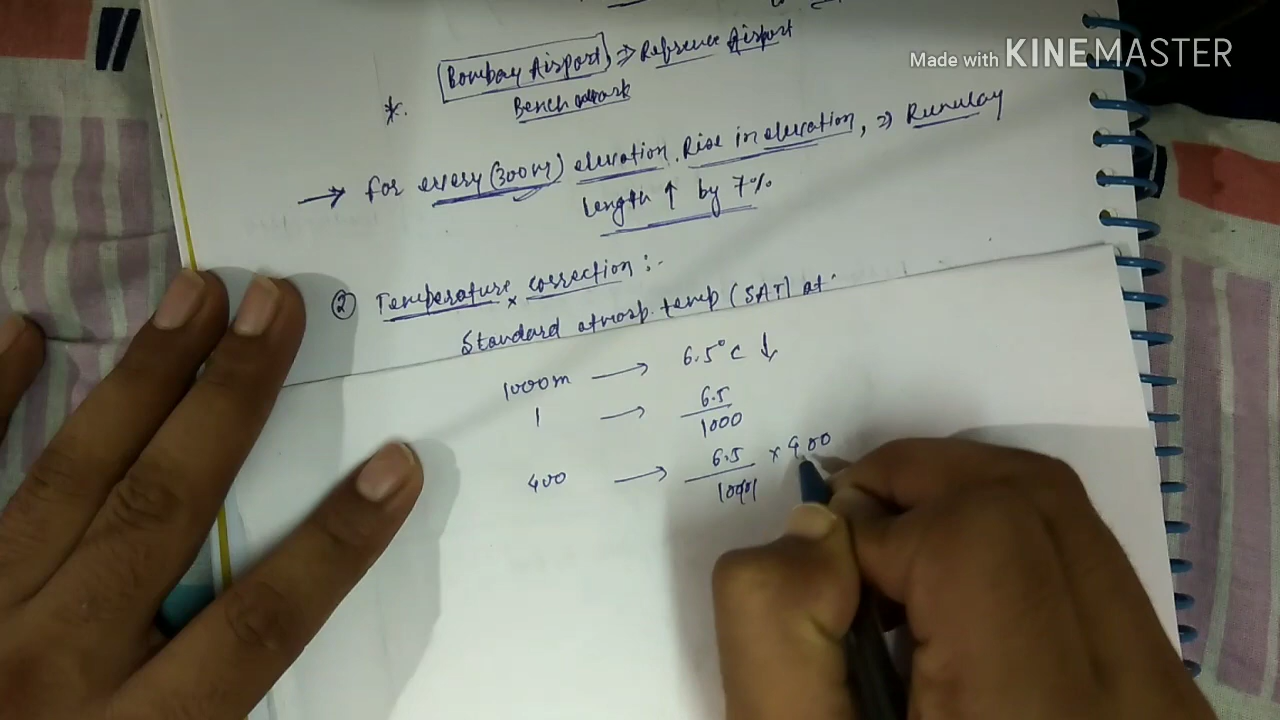 Made with KINEMASTER
Bombay Airport ⇒ Refrence Airport
*. Bench mark
→ for every (300m) elevation. Rise in elevation, ⇒ Runway
length ↑ by 7%
② Temperature correction :-
Standard atmosp. temp (SAT) at
1000m → 6.5°C ↓
1 → 6.5/1000
400 → 6.5/1000 × 400